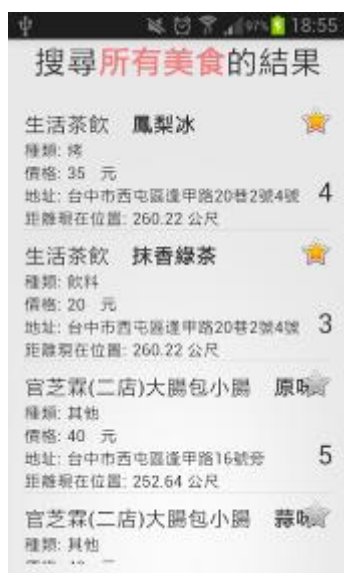 97% 18:55
搜尋所有美食的結果
生活茶飲 鳳梨冰
種類: 烤
價格: 35 元
地址: 台中市西屯區逢甲路20巷2號4號 4
距離現在位置: 260.22 公尺
生活茶飲 抹香綠茶
種類: 飲料
價格: 20 元
地址: 台中市西屯區逢甲路20巷2號4號 3
距離現在位置: 260.22 公尺
官芝霖(二店)大腸包小腸 原味
種類: 其他
價格: 40 元
地址: 台中市西屯區逢甲路16號旁 5
距離現在位置: 252.64 公尺
官芝霖(二店)大腸包小腸 蒜味
種類: 其他